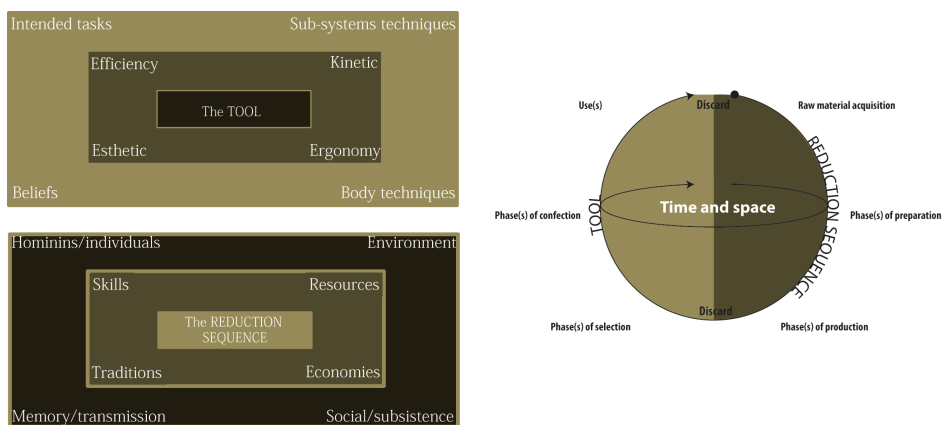 Intended tasks
Sub-systems techniques
Efficiency
Kinetic
The TOOL
Esthetic
Ergonomy
Beliefs
Body techniques
Hominins/individuals
Environment
Skills
Resources
The REDUCTION
SEQUENCE
Traditions
Economies
Memory/transmission
Social/subsistence
Use(s)
Discard
Raw material acquisition
REDUCTION SEQUENCE
Time and space
TOOL
Phase(s) of confection
Phase(s) of preparation
Discard
Phase(s) of selection
Phase(s) of production